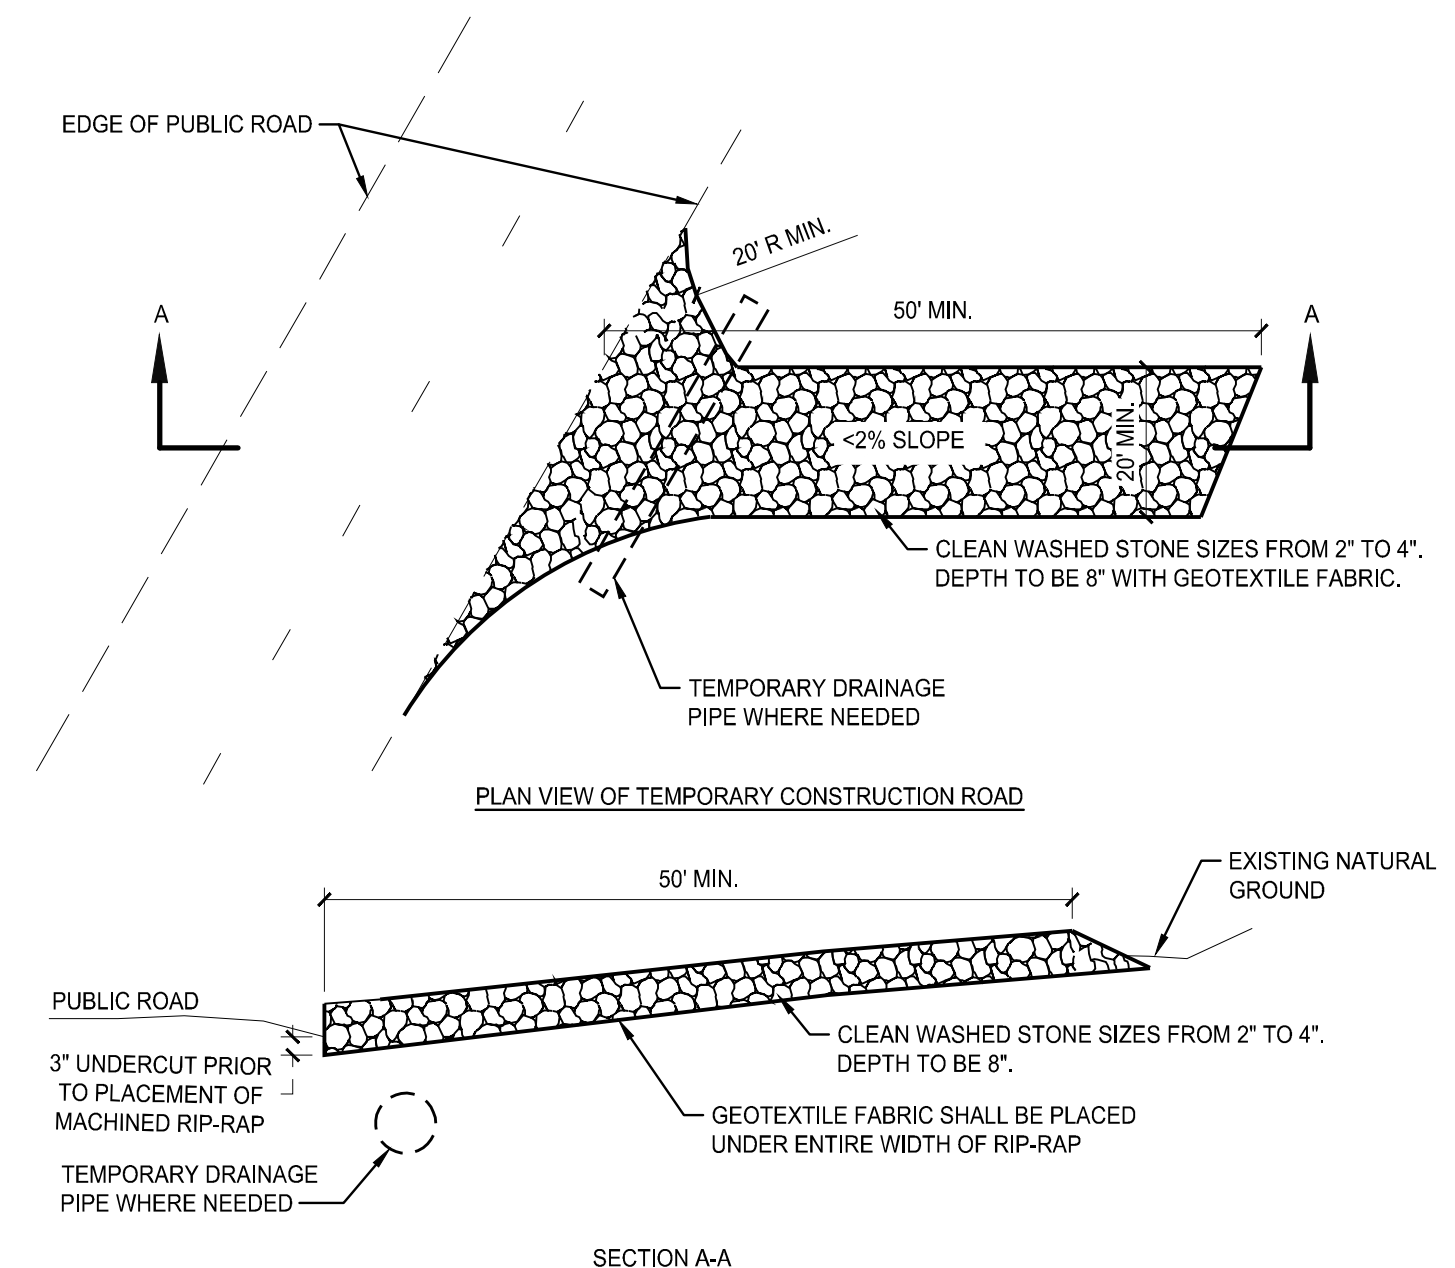 EDGE OF PUBLIC ROAD
20' R MIN.
A
50' MIN.
A
<2% SLOPE
20' MIN.
CLEAN WASHED STONE SIZES FROM 2" TO 4".
DEPTH TO BE 8" WITH GEOTEXTILE FABRIC.
TEMPORARY DRAINAGE
PIPE WHERE NEEDED
PLAN VIEW OF TEMPORARY CONSTRUCTION ROAD
50' MIN.
EXISTING NATURAL
GROUND
PUBLIC ROAD
CLEAN WASHED STONE SIZES FROM 2" TO 4".
DEPTH TO BE 8".
3" UNDERCUT PRIOR
TO PLACEMENT OF
MACHINED RIP-RAP
GEOTEXTILE FABRIC SHALL BE PLACED
UNDER ENTIRE WIDTH OF RIP-RAP
TEMPORARY DRAINAGE
PIPE WHERE NEEDED
SECTION A-A